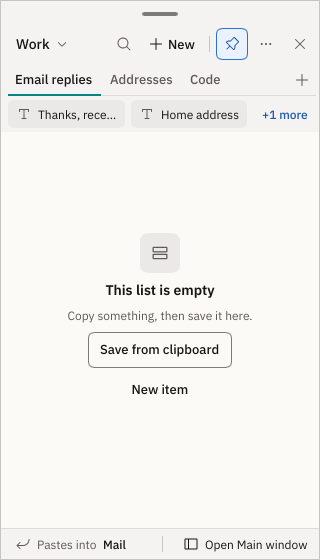 Work New
Email replies Addresses Code
Thanks, rece... Home address +1 more
This list is empty
Copy something, then save it here.
Save from clipboard
New item
Pastes into Mail Open Main window